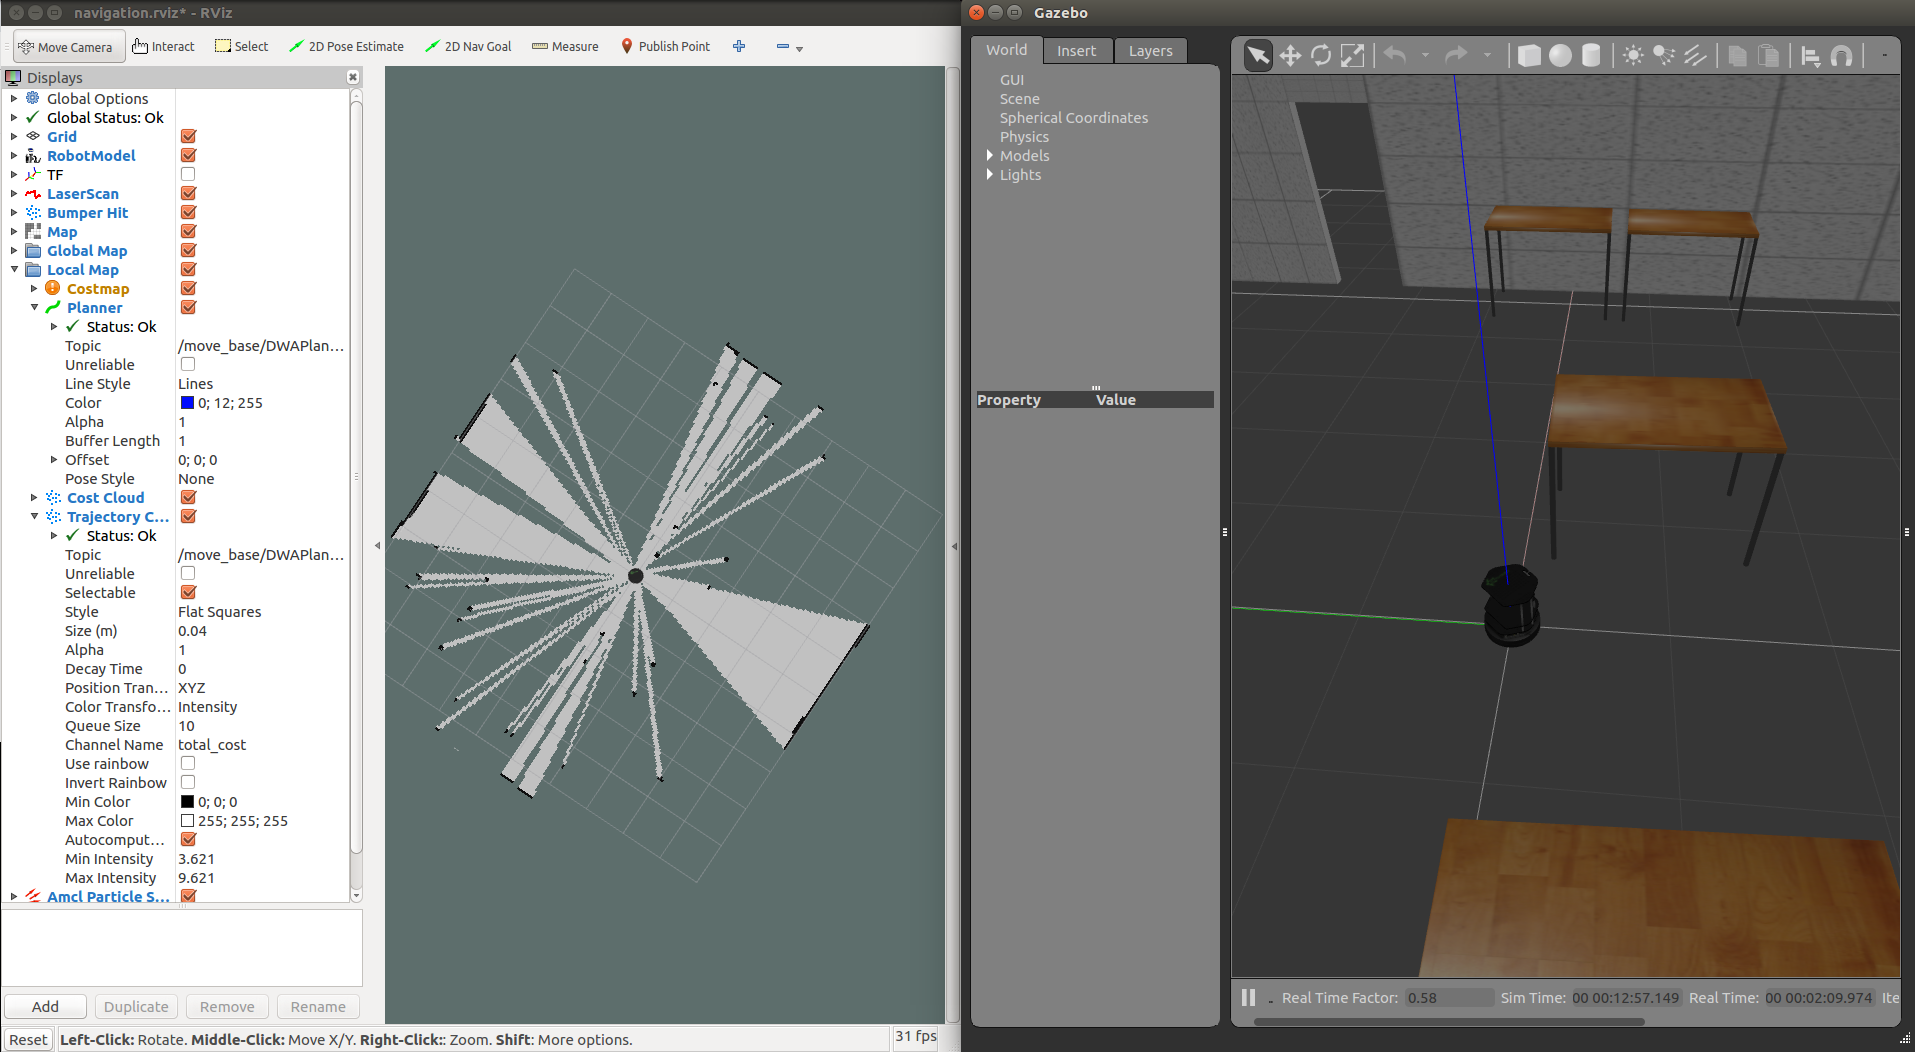 navigation.rviz* - RViz
Move Camera Interact Select 2D Pose Estimate 2D Nav Goal Measure Publish Point
Displays
Global Options
Global Status: Ok
Grid
RobotModel
TF
LaserScan
Bumper Hit
Map
Global Map
Local Map
Costmap
Planner
Status: Ok
Topic /move_base/DWAPlan...
Unreliable
Line Style Lines
Color 0; 12; 255
Alpha 1
Buffer Length 1
Offset 0; 0; 0
Pose Style None
Cost Cloud
Trajectory C...
Status: Ok
Topic /move_base/DWAPlan...
Unreliable
Selectable
Style Flat Squares
Size (m) 0.04
Alpha 1
Decay Time 0
Position Tran... XYZ
Color Transfo... Intensity
Queue Size 10
Channel Name total_cost
Use rainbow
Invert Rainbow
Min Color 0; 0; 0
Max Color 255; 255; 255
Autocomput...
Min Intensity 3.621
Max Intensity 9.621
Amcl Particle S...
Add Duplicate Remove Rename
Reset Left-Click: Rotate. Middle-Click: Move X/Y. Right-Click:: Zoom. Shift: More options. 31 fps
Gazebo
World Insert Layers
GUI
Scene
Spherical Coordinates
Physics
Models
Lights
Property Value
Real Time Factor: 0.58 Sim Time: 00 00:12:57.149 Real Time: 00 00:02:09.974 Ite